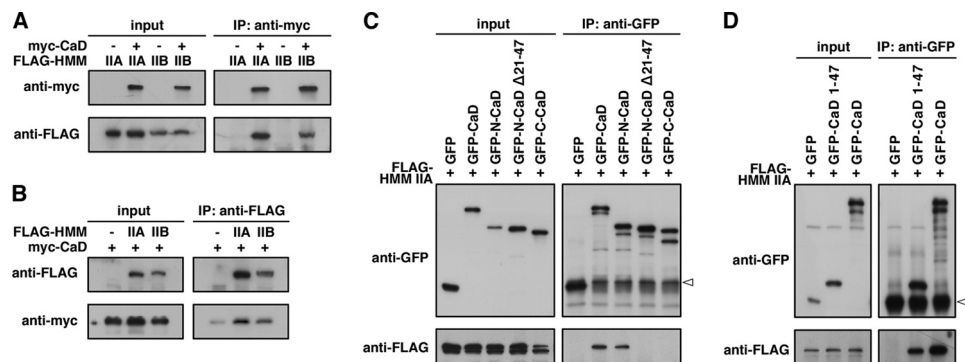 A
input IP: anti-myc
myc-CaD - + - + - + - +
FLAG-HMM IIA IIA IIB IIB IIA IIA IIB IIB
anti-myc
anti-FLAG
B
input IP: anti-FLAG
FLAG-HMM - IIA IIB - IIA IIB
myc-CaD + + + + + +
anti-FLAG
anti-myc
C
input IP: anti-GFP
GFP GFP-CaD GFP-N-CaD GFP-N-CaD Δ21-47 GFP-C-CaD GFP GFP-CaD GFP-N-CaD GFP-N-CaD Δ21-47 GFP-C-CaD
FLAG-
HMM IIA + + + + + + + + + +
anti-GFP
anti-FLAG
D
input IP: anti-GFP
GFP GFP-CaD 1-47 GFP-CaD GFP GFP-CaD 1-47 GFP-CaD
FLAG-
HMM IIA + + + + + +
anti-GFP
anti-FLAG